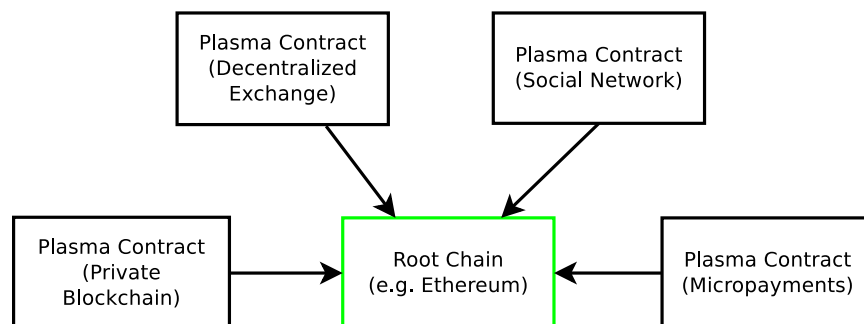 Plasma Contract
(Decentralized
Exchange)
Plasma Contract
(Social Network)
Plasma Contract
(Private
Blockchain)
Root Chain
(e.g. Ethereum)
Plasma Contract
(Micropayments)